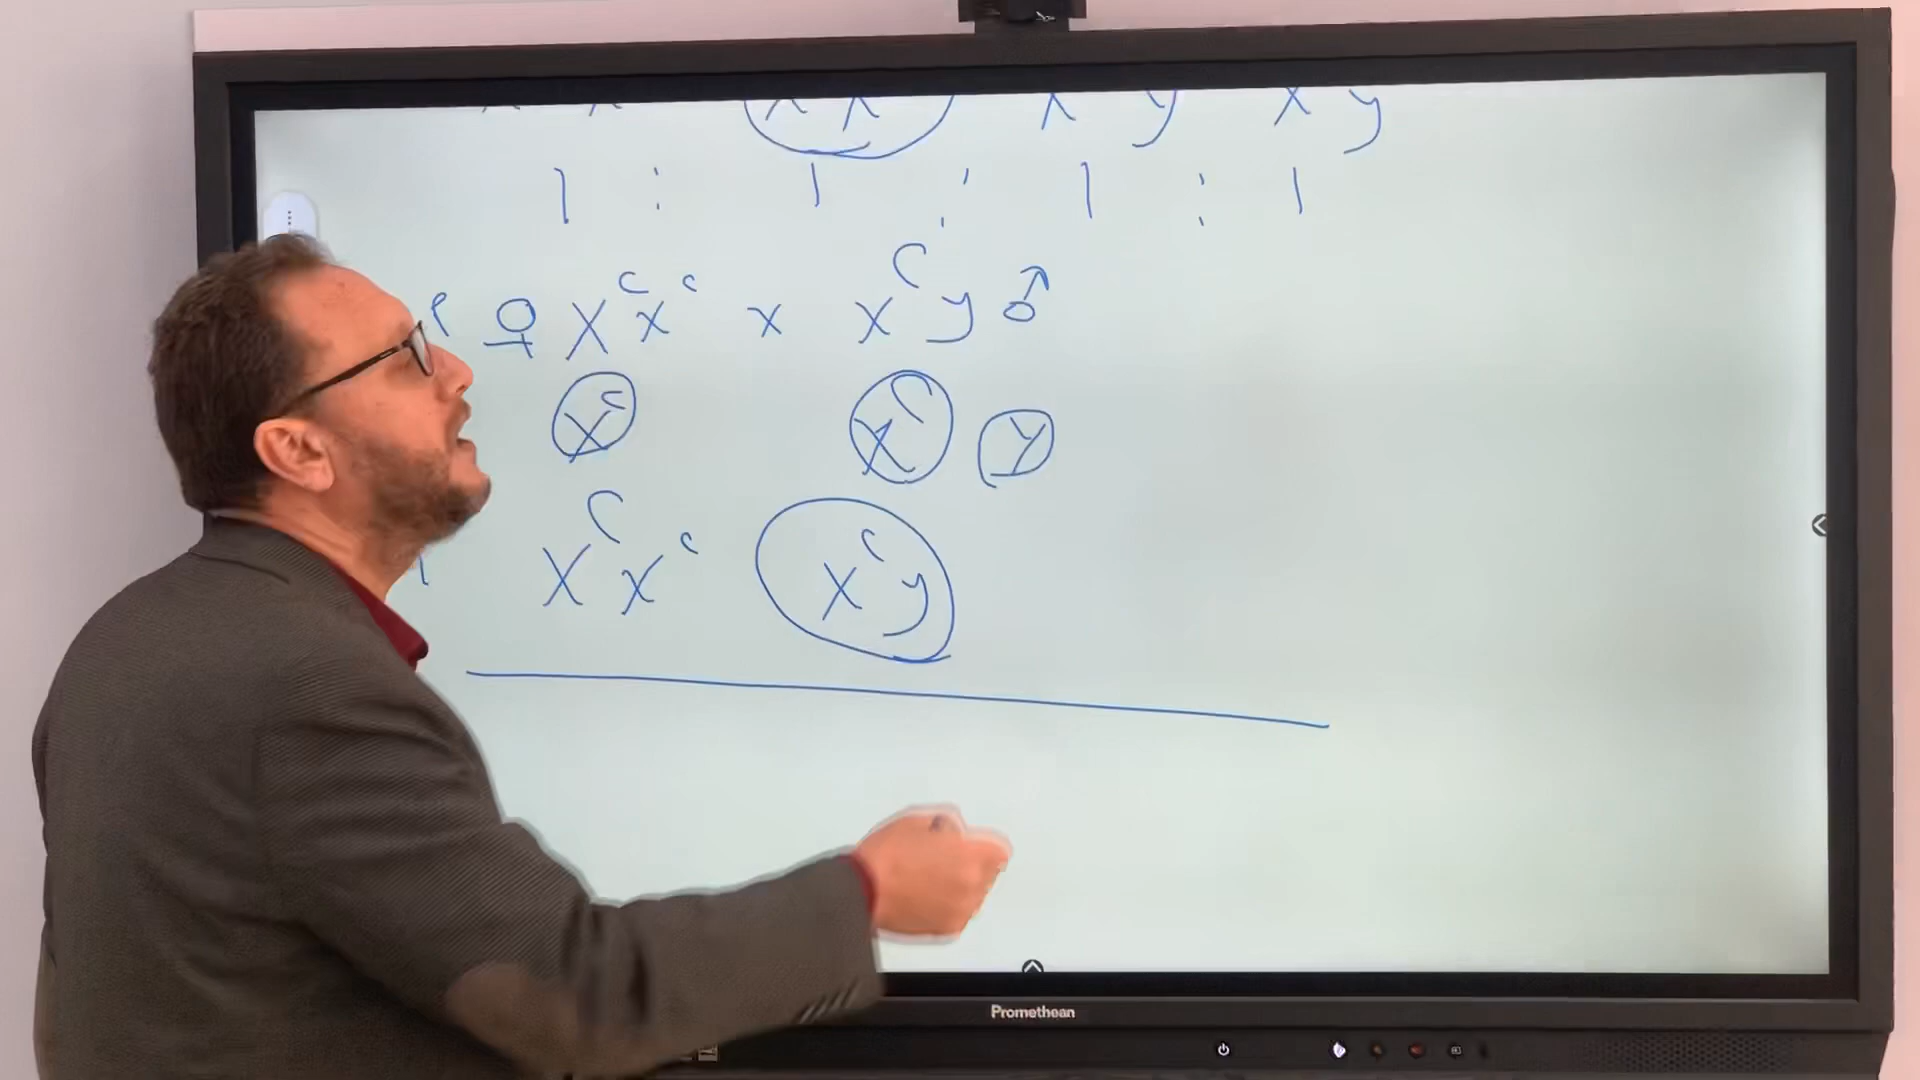 x x x y x y
1 : 1 : 1 : 1
P ♀ X^c x^c x x^C y ♂
x^c x^C y
X^C x^c x^c y
Promethean